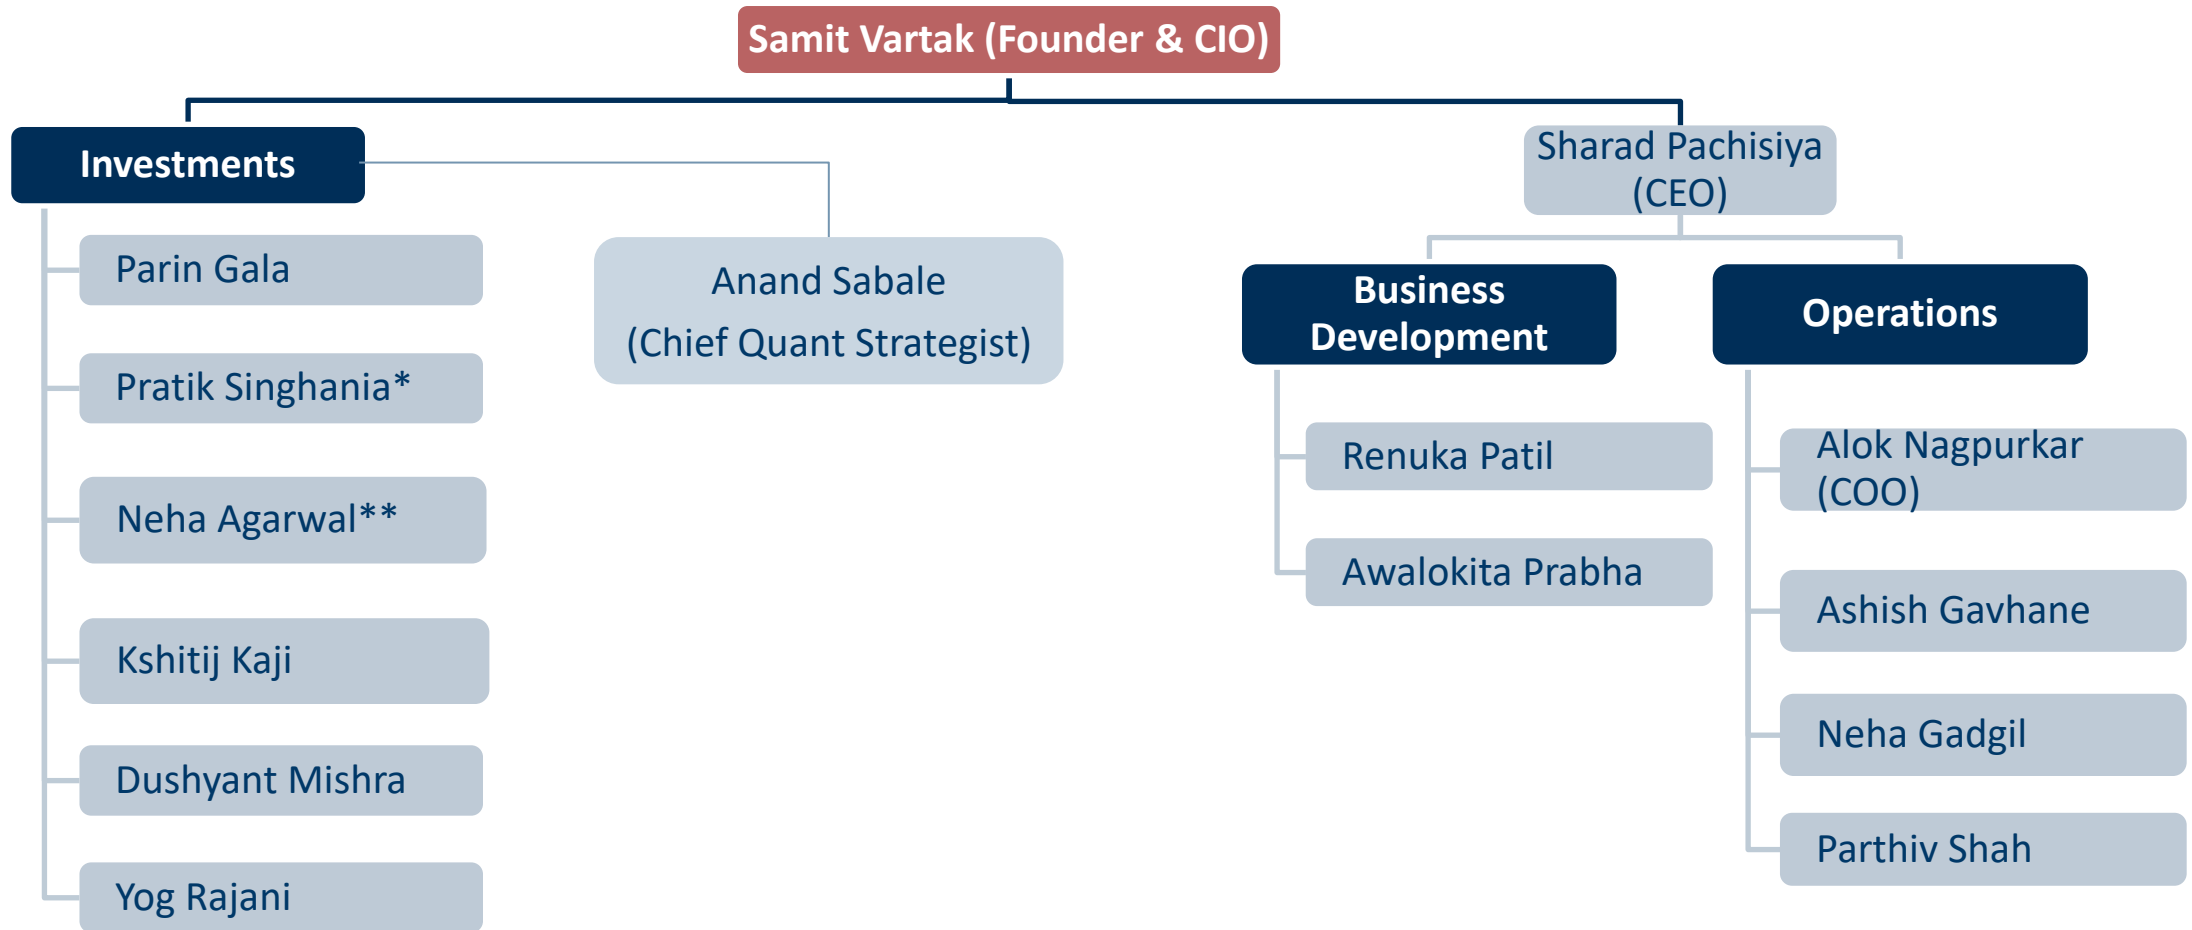 Samit Vartak (Founder & CIO)
Investments
Parin Gala
Pratik Singhania*
Neha Agarwal**
Kshitij Kaji
Dushyant Mishra
Yog Rajani
Anand Sabale
(Chief Quant Strategist)
Sharad Pachisiya
(CEO)
Business
Development
Renuka Patil
Awalokita Prabha
Operations
Alok Nagpurkar
(COO)
Ashish Gavhane
Neha Gadgil
Parthiv Shah